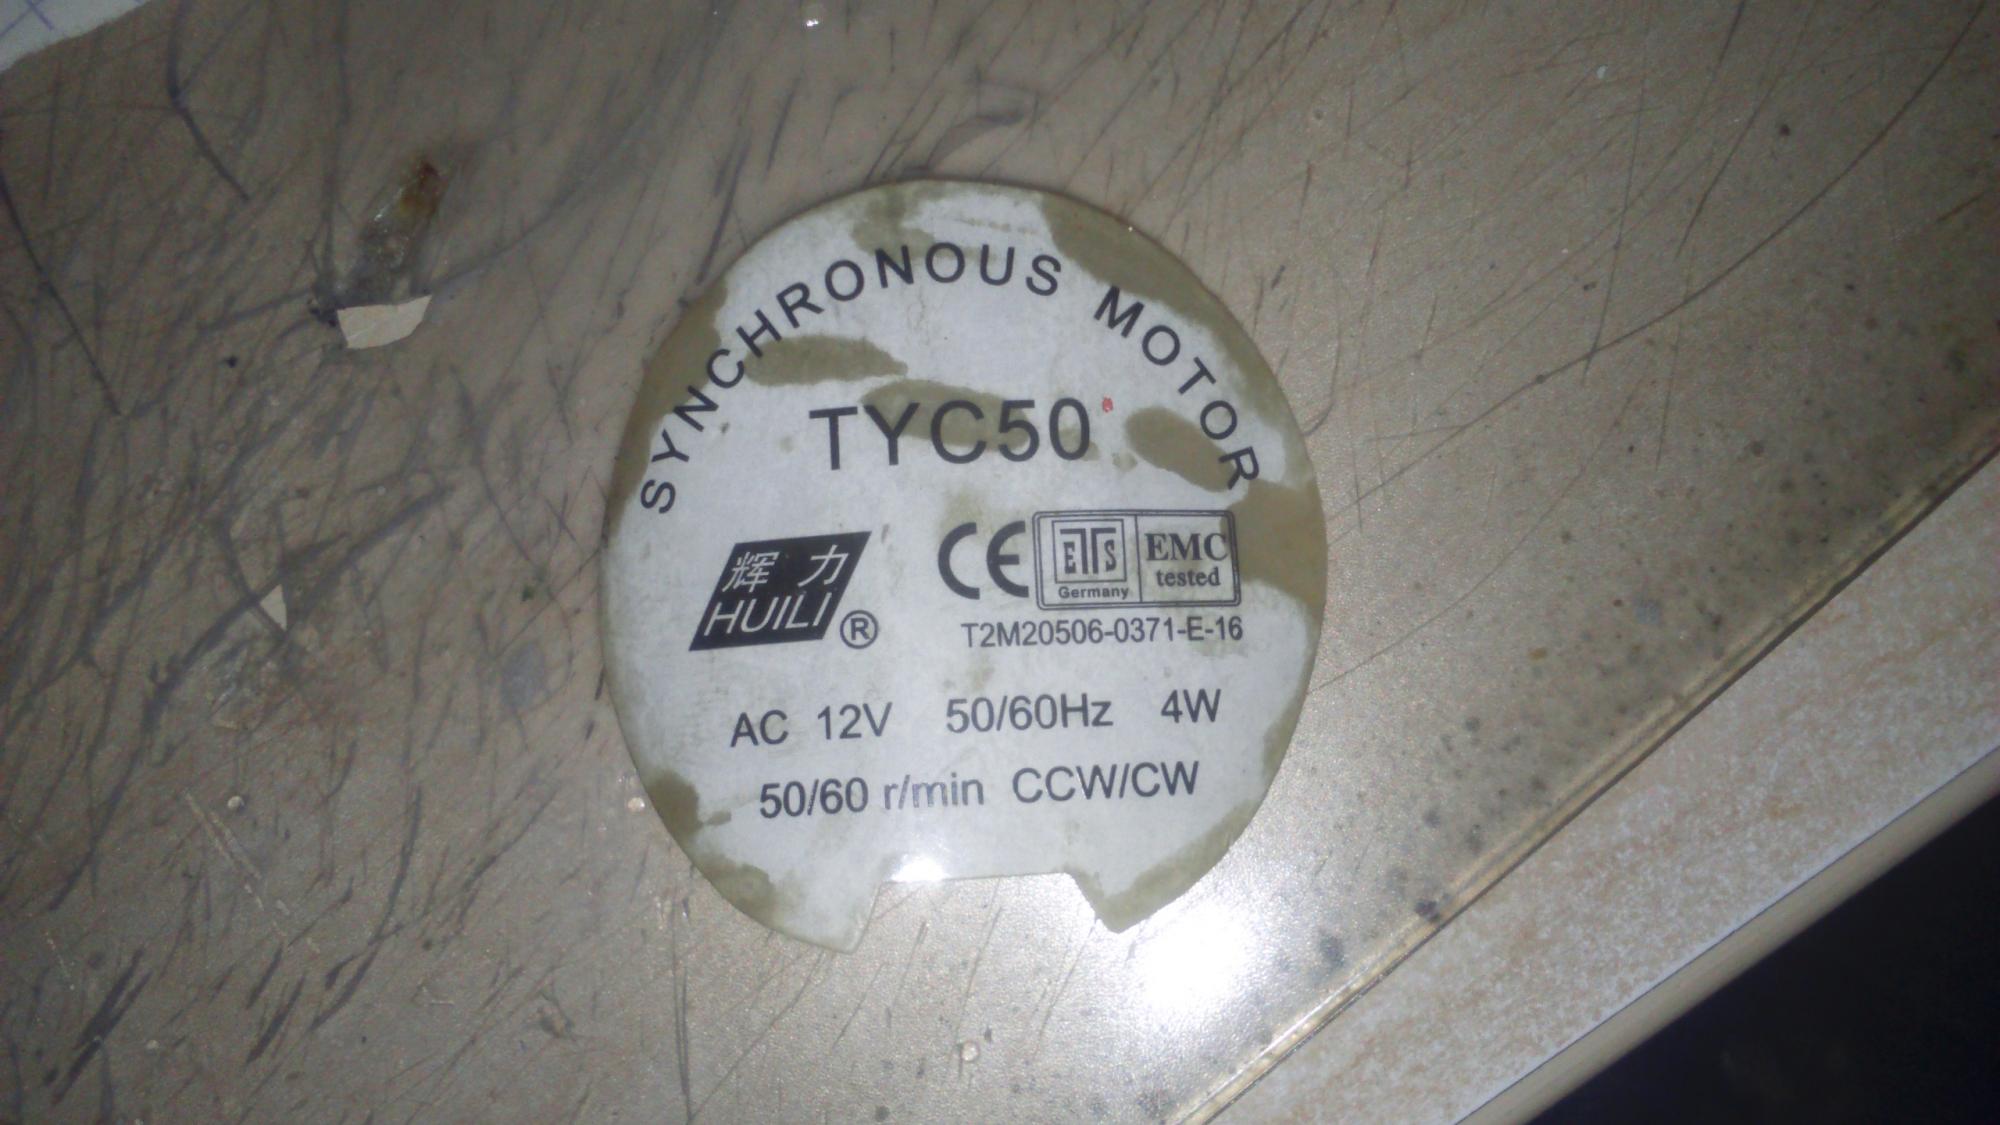 SYNCHRONOUS MOTOR
TYC50
辉力
HUILI ®
CE
ETS
Germany
EMC
tested
T2M20506-0371-E-16
AC 12V 50/60Hz 4W
50/60 r/min CCW/CW